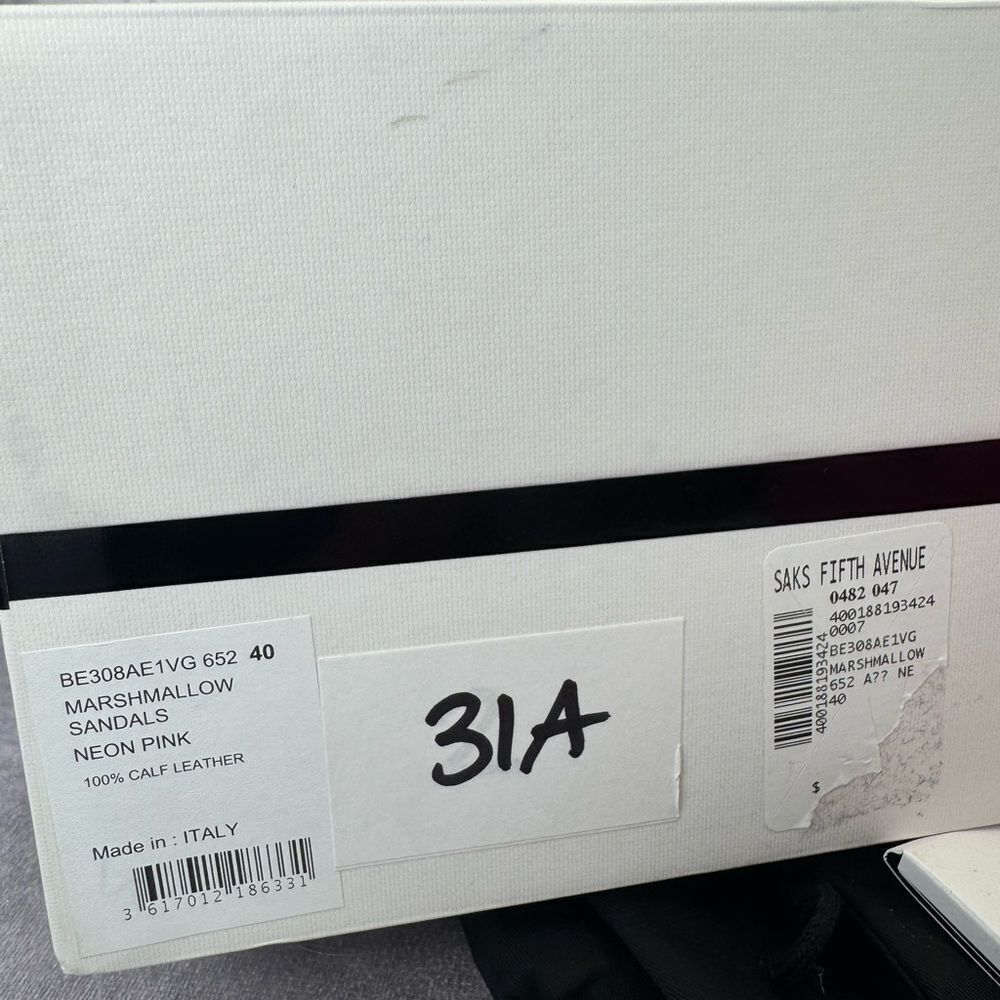 BE308AE1VG 652 40
MARSHMALLOW
SANDALS
NEON PINK
100% CALF LEATHER
Made in : ITALY
3 617012 186331
31A
SAKS FIFTH AVENUE
0482 047
400188193424
0007
BE308AE1VG
MARSHMALLOW
652 A?? NE
40
400188193424
$